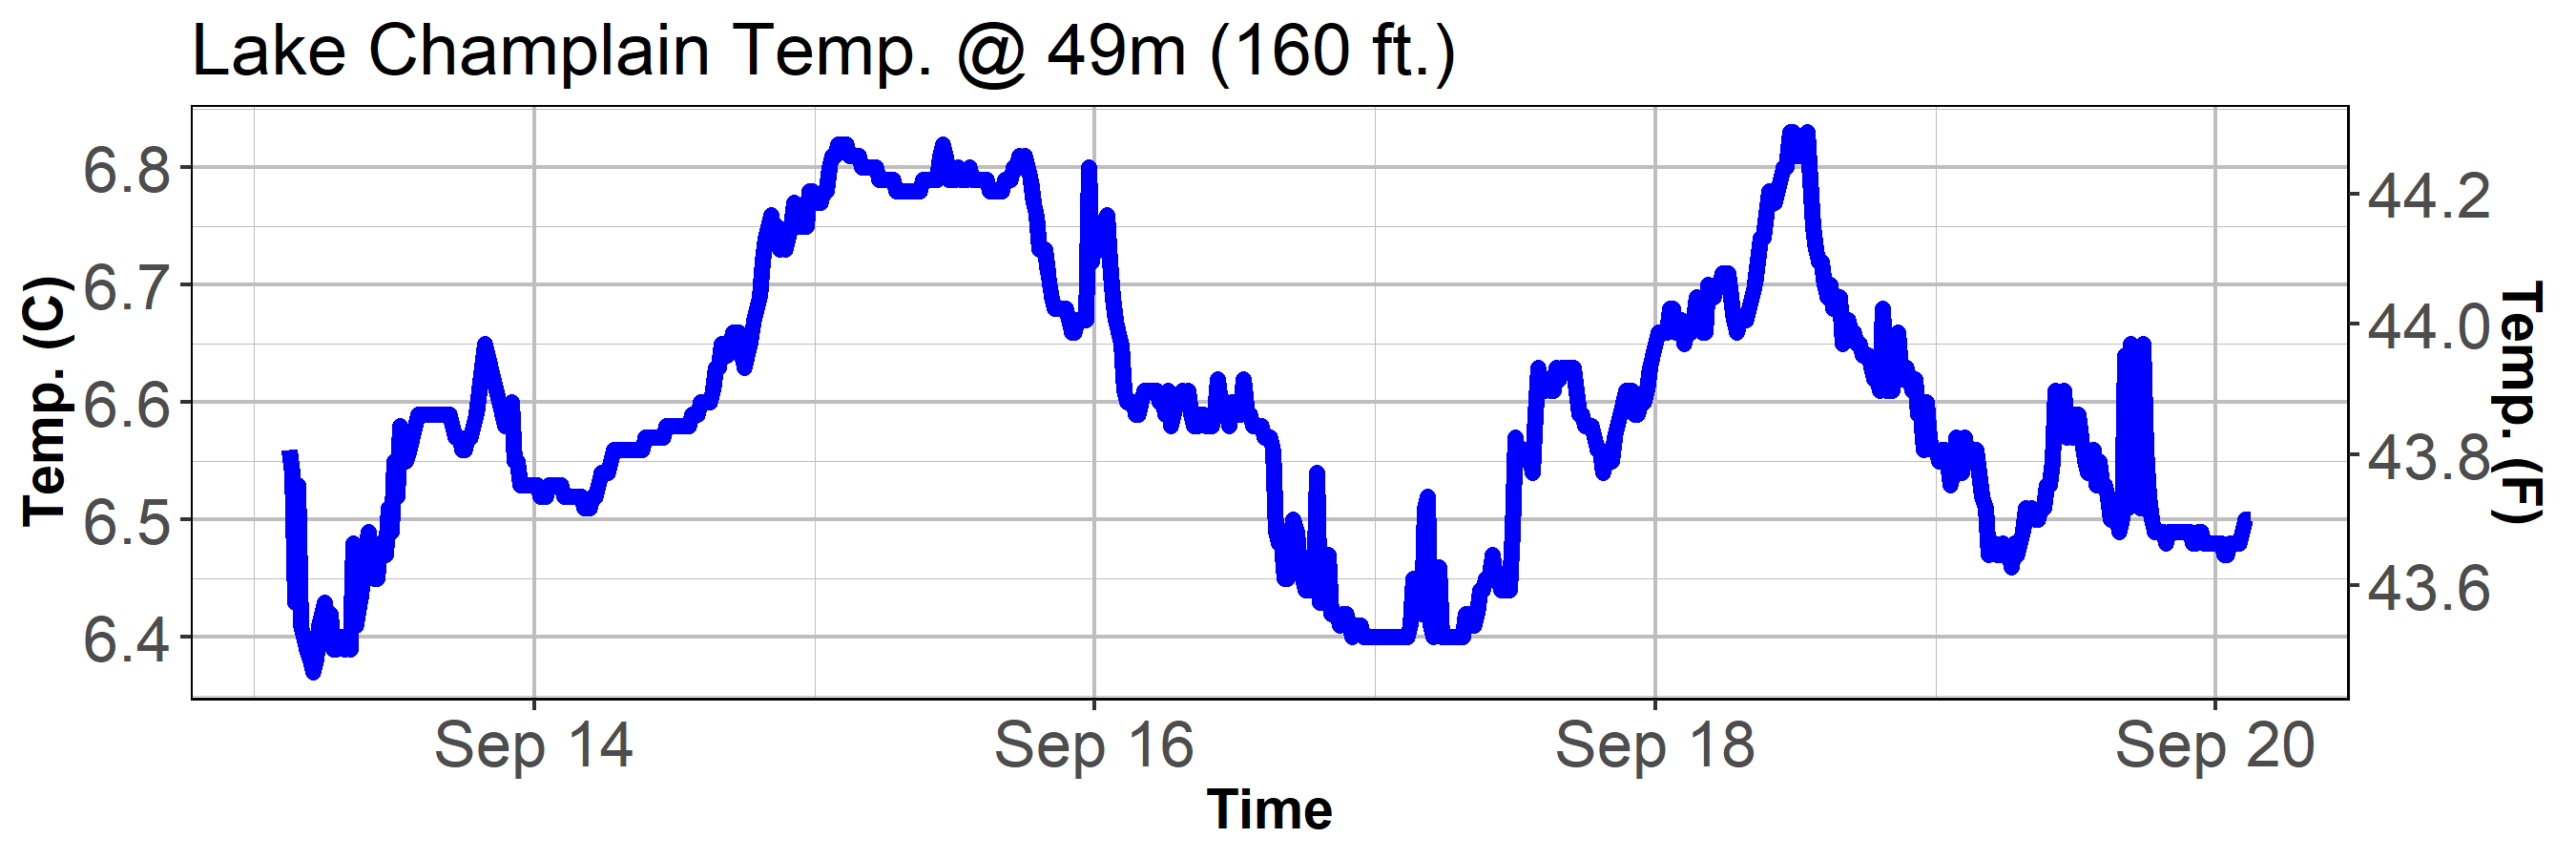 Lake Champlain Temp. @ 49m (160 ft.)
Temp. (C)
6.8
6.7
6.6
6.5
6.4
44.2
44.0
43.8
43.6
Temp. (F)
Sep 14
Sep 16
Sep 18
Sep 20
Time